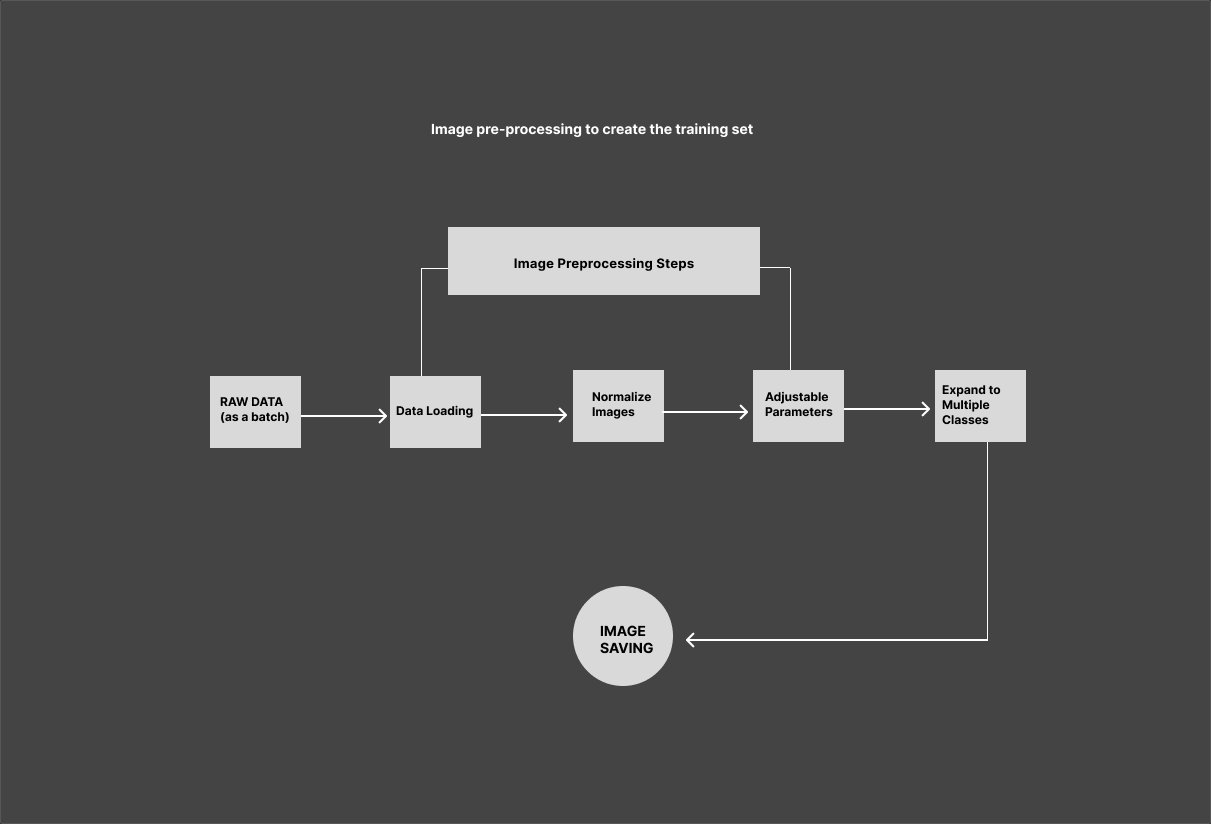 Image pre-processing to create the training set
Image Preprocessing Steps
RAW DATA
(as a batch)
Data Loading
Normalize
Images
Adjustable
Parameters
Expand to
Multiple
Classes
IMAGE
SAVING